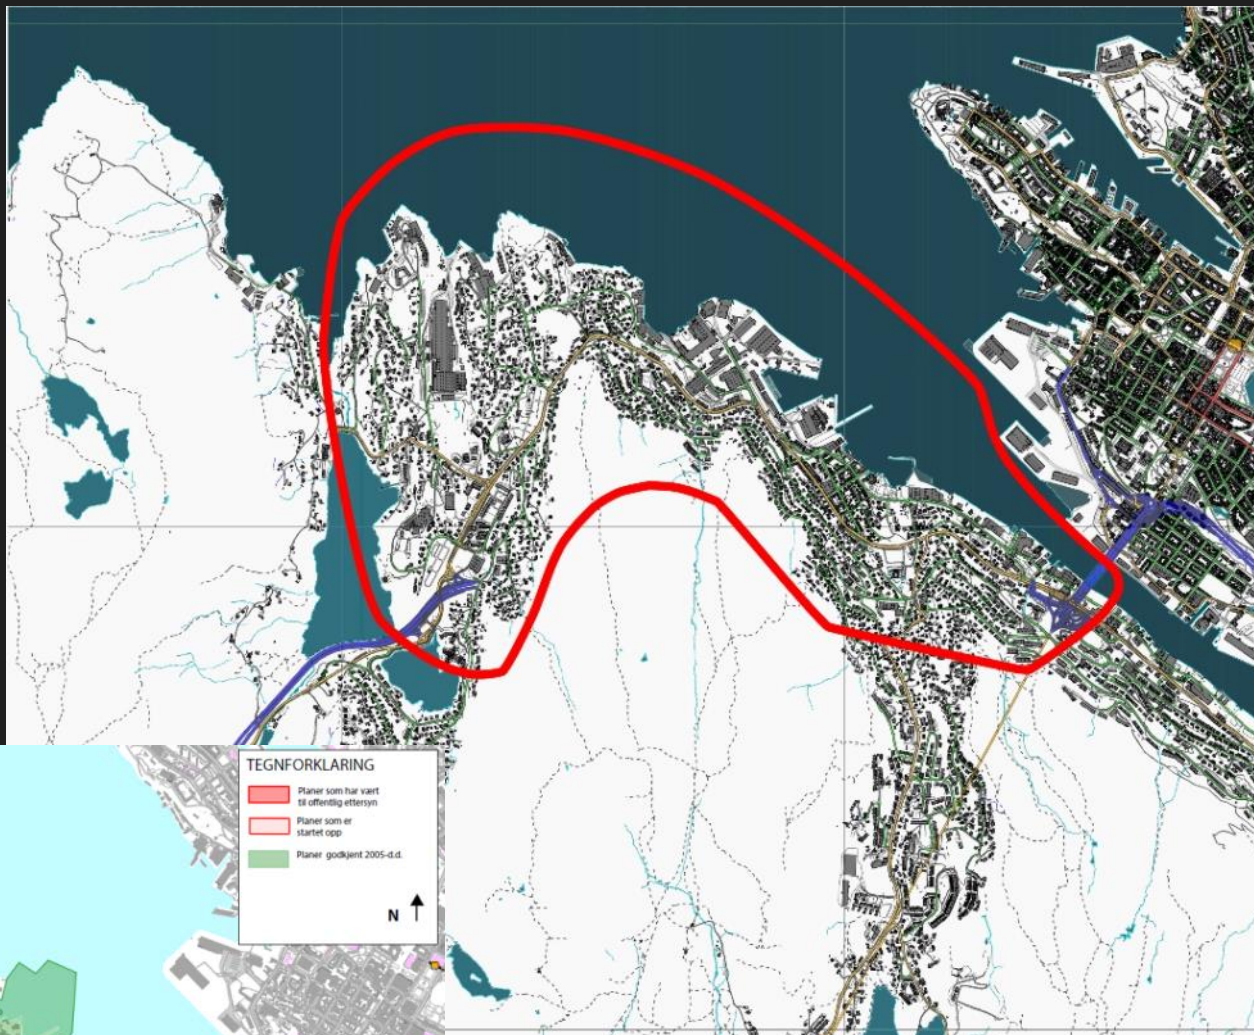 TEGNFORKLARING
Planer som har vært
til offentlig ettersyn
Planer som er
startet opp
Planer godkjent 2005-d.d.
N